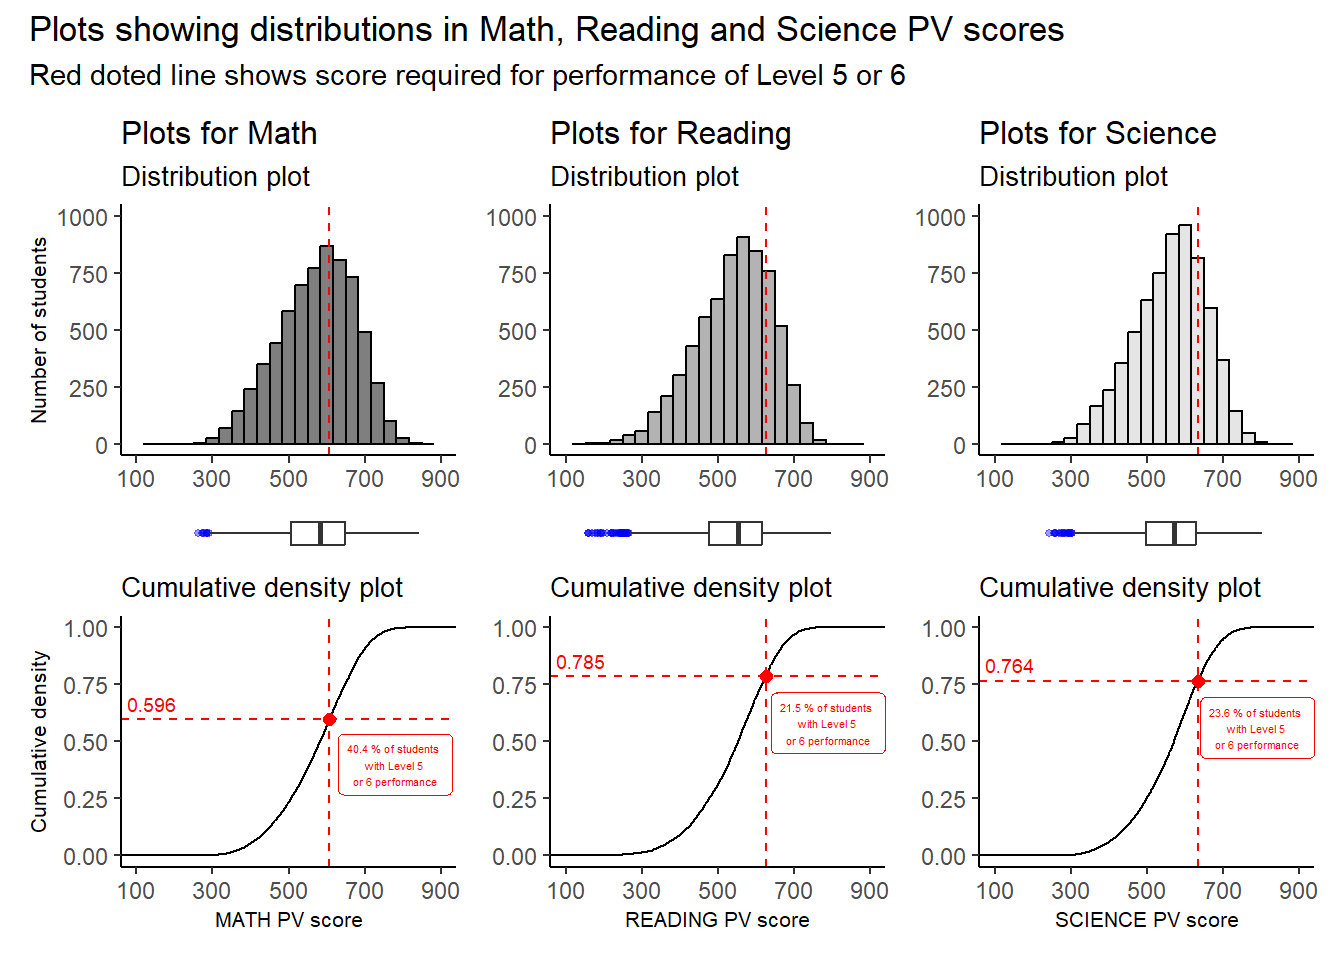 Plots showing distributions in Math, Reading and Science PV scores
Red doted line shows score required for performance of Level 5 or 6
Plots for Math
Distribution plot
Number of students
1000
750
500
250
0
100 300 500 700 900
Plots for Reading
Distribution plot
1000
750
500
250
0
100 300 500 700 900
Plots for Science
Distribution plot
1000
750
500
250
0
100 300 500 700 900
Cumulative density plot
Cumulative density
1.00
0.75
0.50
0.25
0.00
0.596
40.4 % of students
with Level 5
or 6 performance
100 300 500 700 900
MATH PV score
Cumulative density plot
1.00
0.75
0.50
0.25
0.00
0.785
21.5 % of students
with Level 5
or 6 performance
100 300 500 700 900
READING PV score
Cumulative density plot
1.00
0.75
0.50
0.25
0.00
0.764
23.6 % of students
with Level 5
or 6 performance
100 300 500 700 900
SCIENCE PV score